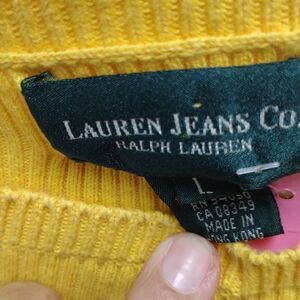 LAUREN JEANS CO.
RALPH LAUREN
L
CA 08349
MADE IN
HONG KONG